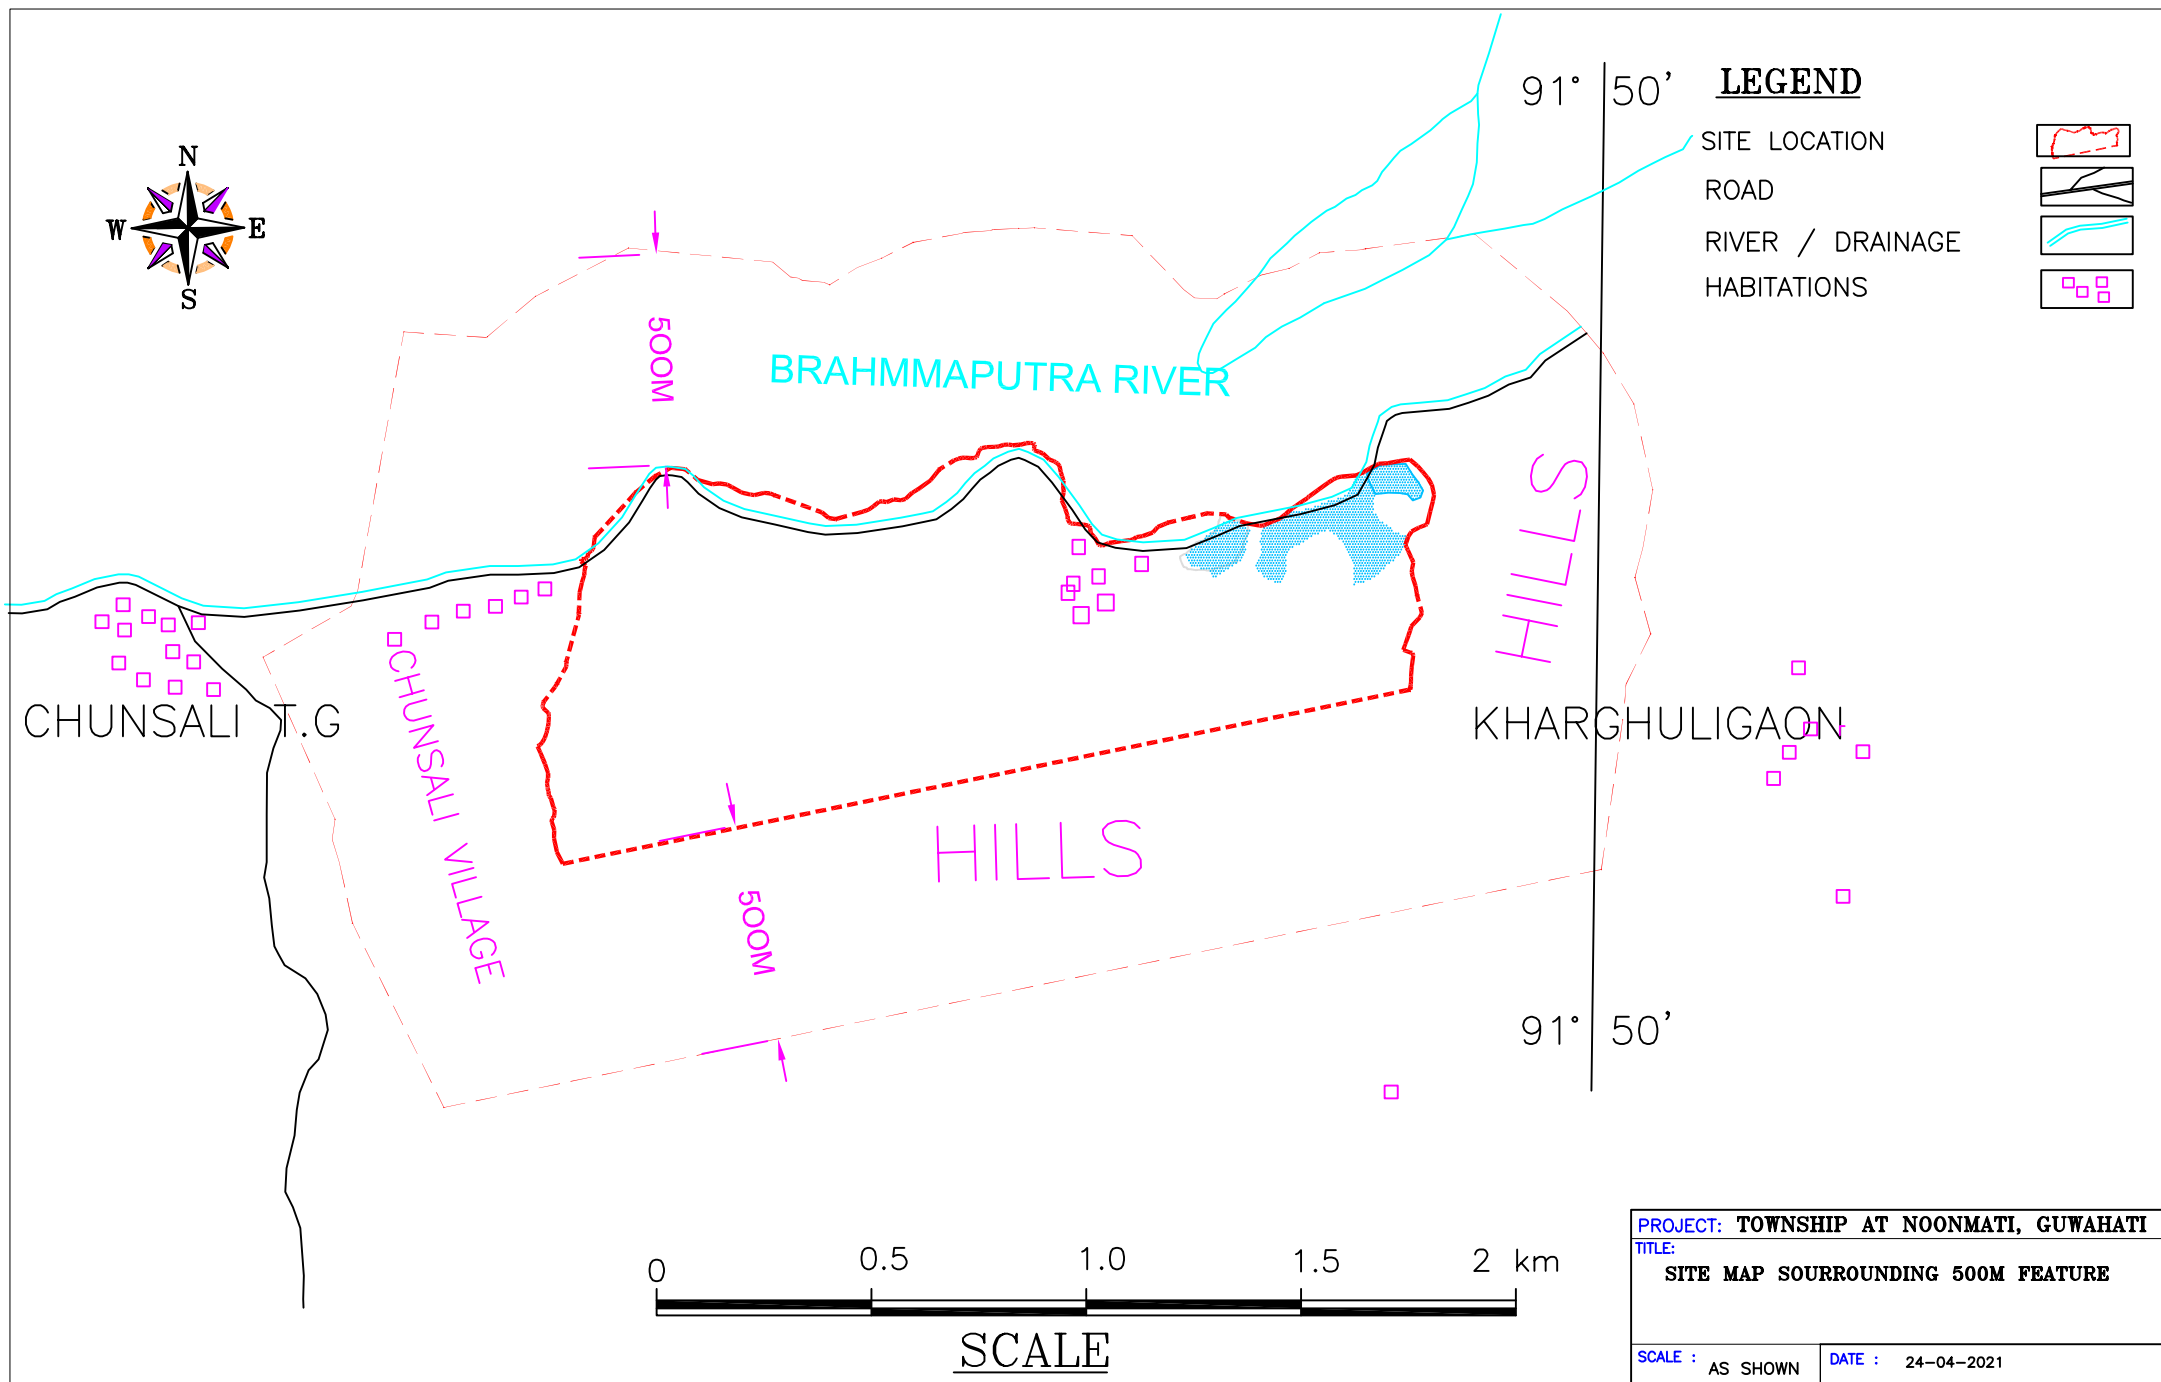 91° 50'
LEGEND
SITE LOCATION
ROAD
RIVER / DRAINAGE
HABITATIONS
N
W
E
S
500M
BRAHMMAPUTRA RIVER
HILLS
CHUNSALI T.G
CHUNSALI VILLAGE
KHARGHULIGAON
HILLS
500M
91° 50'
0 0.5 1.0 1.5 2 km
SCALE
PROJECT: TOWNSHIP AT NOONMATI, GUWAHATI
TITLE:
SITE MAP SOURROUNDING 500M FEATURE
SCALE : AS SHOWN
DATE : 24-04-2021